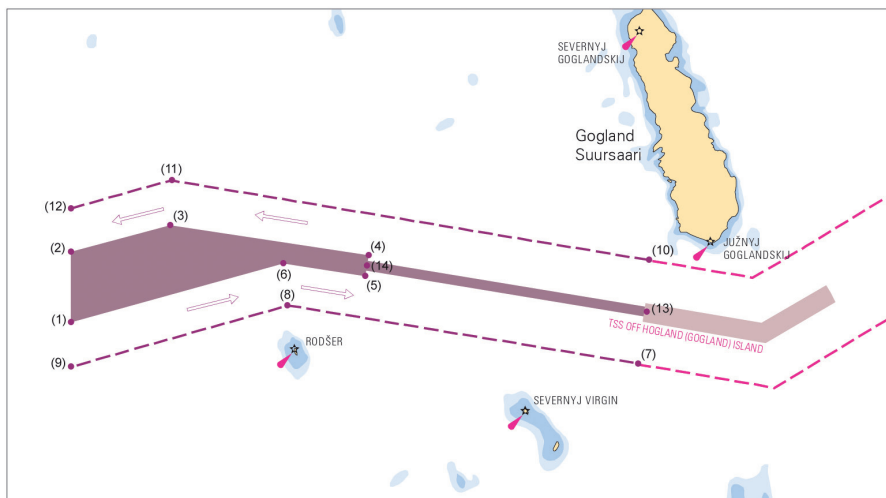 SEVERNYJ
GOGLANDSKIJ
Gogland
Suursaari
(11)
(12)
(3)
(2)
(4)
(10)
JUŽNYJ
GOGLANDSKIJ
(14)
(6)
(5)
(8)
(13)
(1)
TSS OFF HOGLAND (GOGLAND) ISLAND
RODŠER
(7)
(9)
SEVERNYJ VIRGIN